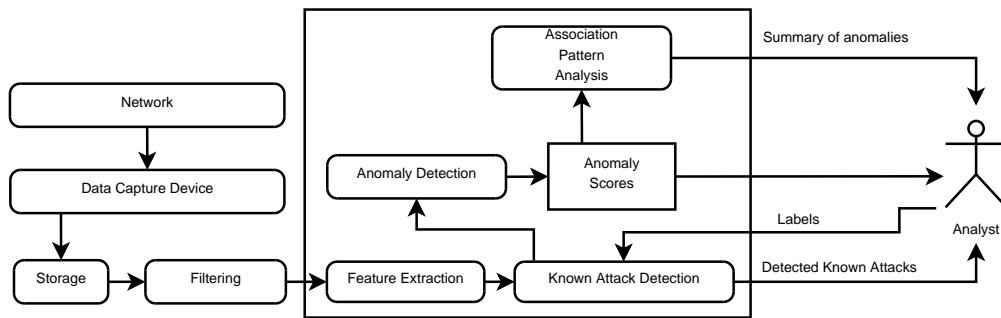 Association
Pattern
Analysis
Summary of anomalies
Network
Anomaly Detection
Anomaly
Scores
Data Capture Device
Labels
Analyst
Storage
Filtering
Feature Extraction
Known Attack Detection
Detected Known Attacks